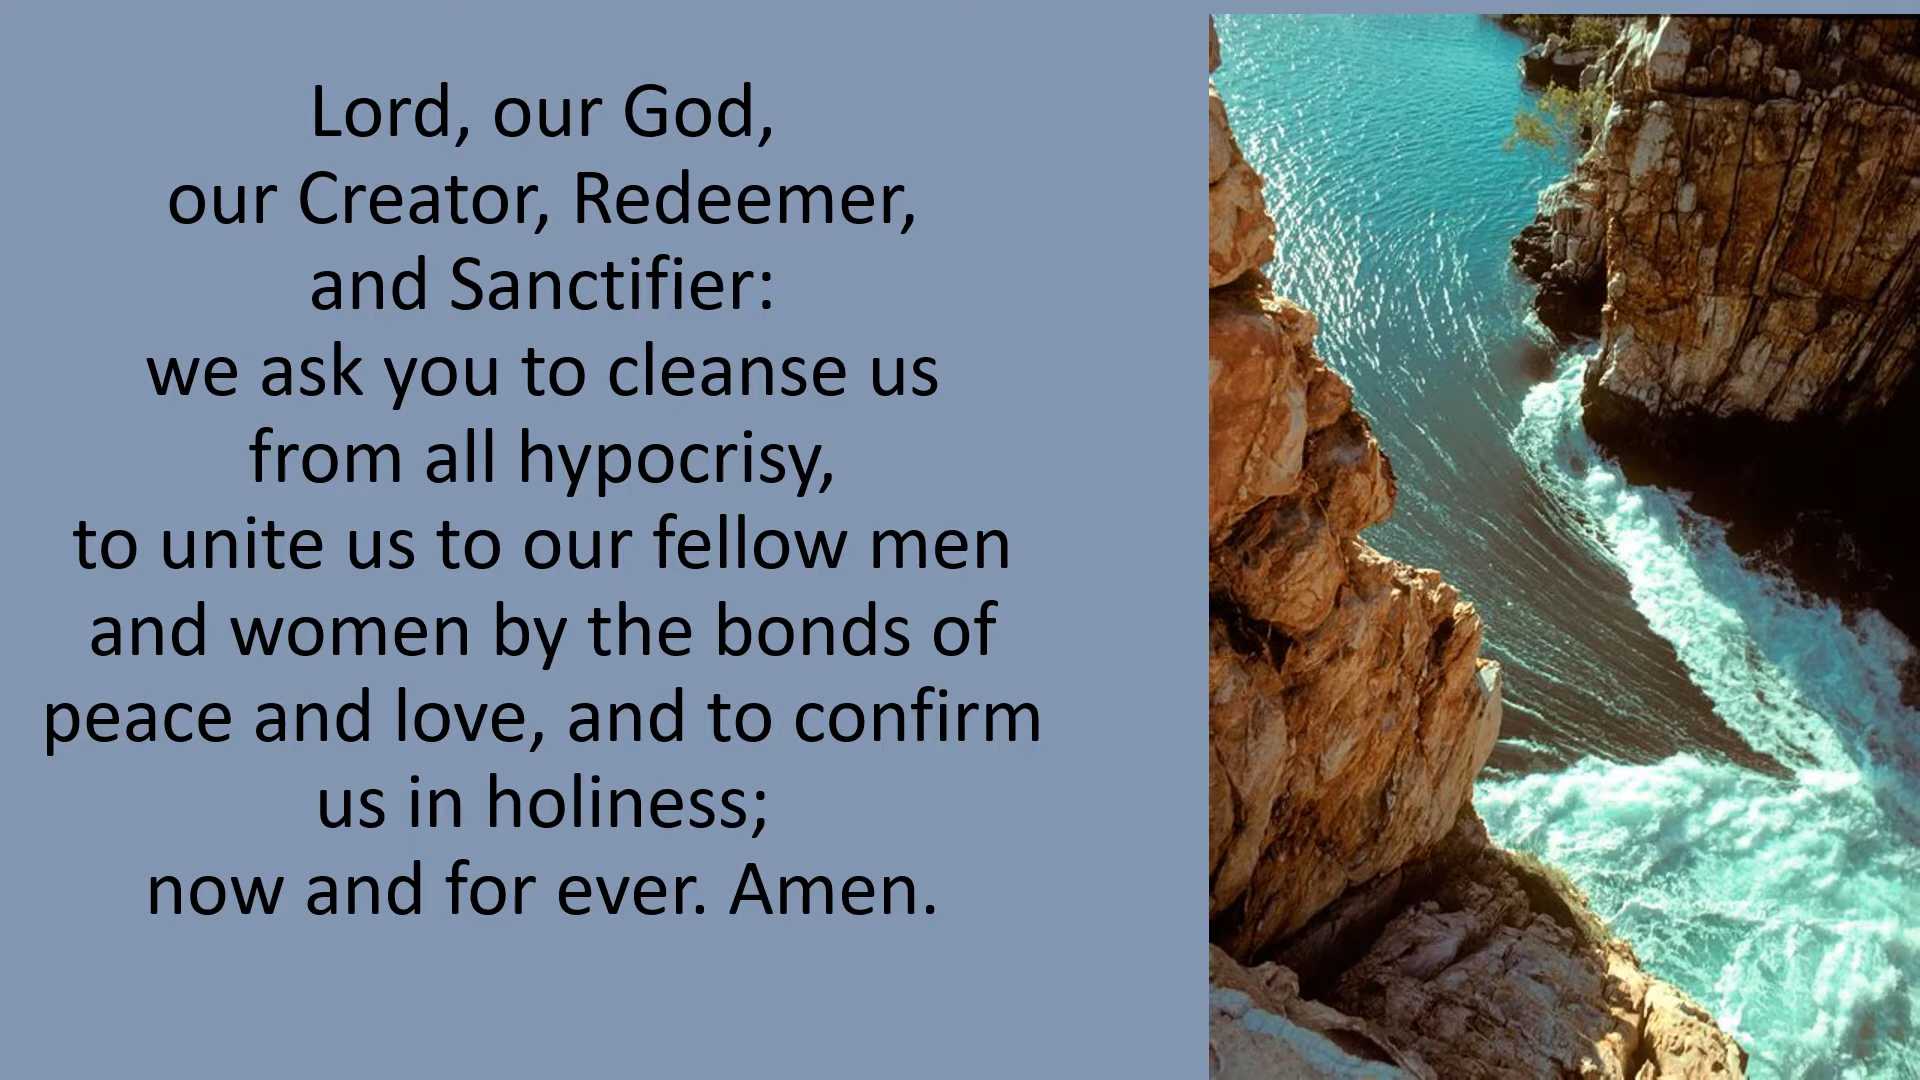 Lord, our God,
our Creator, Redeemer,
and Sanctifier:
we ask you to cleanse us
from all hypocrisy,
to unite us to our fellow men
and women by the bonds of
peace and love, and to confirm
us in holiness;
now and for ever. Amen.